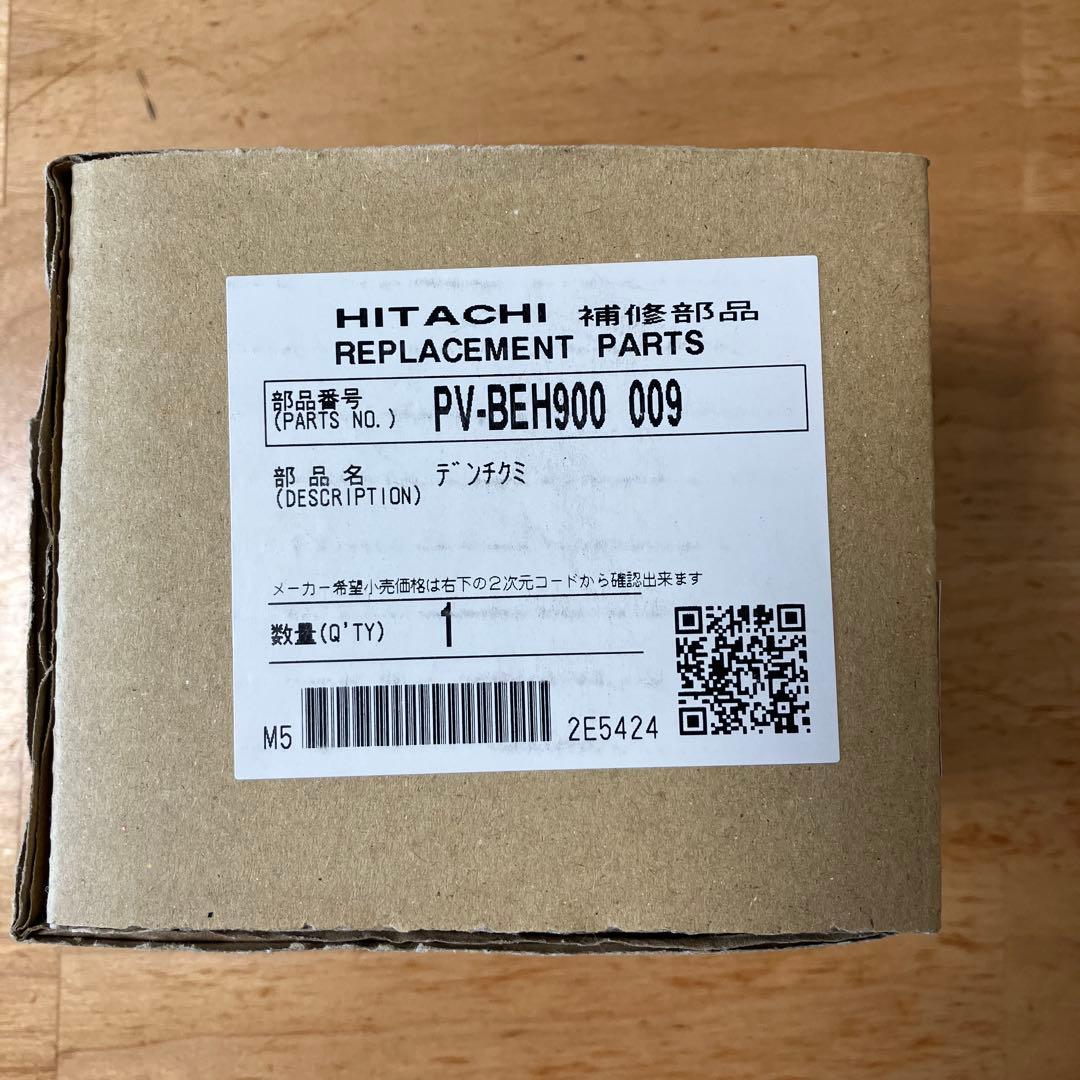 HITACHI 補修部品
REPLACEMENT PARTS
部品番号 PV-BEH900 009
(PARTS NO.)
部品名 デンチクミ
(DESCRIPTION)
メーカー希望小売価格は右下の2次元コードから確認出来ます
数量(Q'TY) 1
M5 2E5424